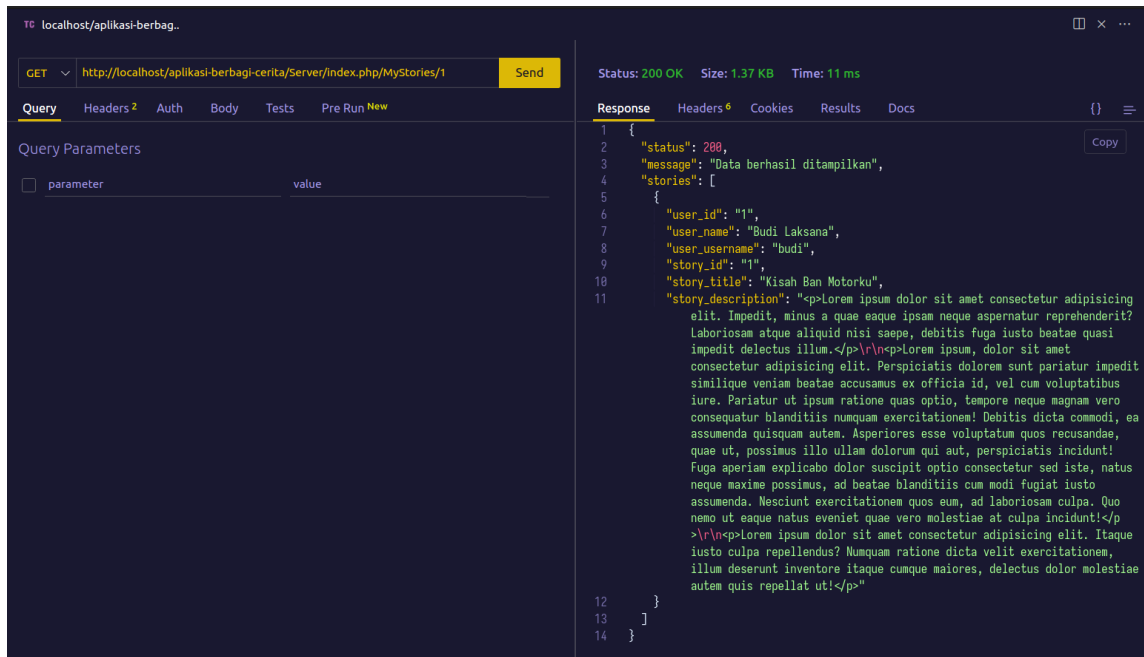 TC localhost/aplikasi-berbag..
GET http://localhost/aplikasi-berbagi-cerita/Server/index.php/MyStories/1 Send
Query Headers 2 Auth Body Tests Pre Run New
Query Parameters
parameter value
Status: 200 OK Size: 1.37 KB Time: 11 ms
Response Headers 6 Cookies Results Docs {}
Copy
1 {
2 "status": 200,
3 "message": "Data berhasil ditampilkan",
4 "stories": [
5 {
6 "user_id": "1",
7 "user_name": "Budi Laksana",
8 "user_username": "budi",
9 "story_id": "1",
10 "story_title": "Kisah Ban Motorku",
11 "story_description": "<p>Lorem ipsum dolor sit amet consectetur adipisicing
elit. Impedit, minus a quae eaque ipsam neque aspernatur reprehenderit?
Laboriosam atque aliquid nisi saepe, debitis fuga iusto beatae quasi
impedit delectus illum.</p>\r\n<p>Lorem ipsum, dolor sit amet
consectetur adipisicing elit. Perspiciatis dolorem sunt pariatur impedit
similique veniam beatae accusamus ex officia id, vel cum voluptatibus
iure. Pariatur ut ipsum ratione quas optio, tempore neque magnam vero
consequatur blanditiis numquam exercitationem! Debitis dicta commodi, ea
assumenda quisquam autem. Asperiores esse voluptatum quos recusandae,
quae ut, possimus illo ullam dolorum qui aut, perspiciatis incidunt!
Fuga aperiam explicabo dolor suscipit optio consectetur sed iste, natus
neque maxime possimus, ad beatae blanditiis cum modi fugiat iusto
assumenda. Nesciunt exercitationem quos eum, ad laboriosam culpa. Quo
nemo ut eaque natus eveniet quae vero molestiae at culpa incidunt!</p
>\r\n<p>Lorem ipsum dolor sit amet consectetur adipisicing elit. Itaque
iusto culpa repellendus? Numquam ratione dicta velit exercitationem,
illum deserunt inventore itaque cumque maiores, delectus dolor molestiae
autem quis repellat ut!</p>"
12 }
13 ]
14 }